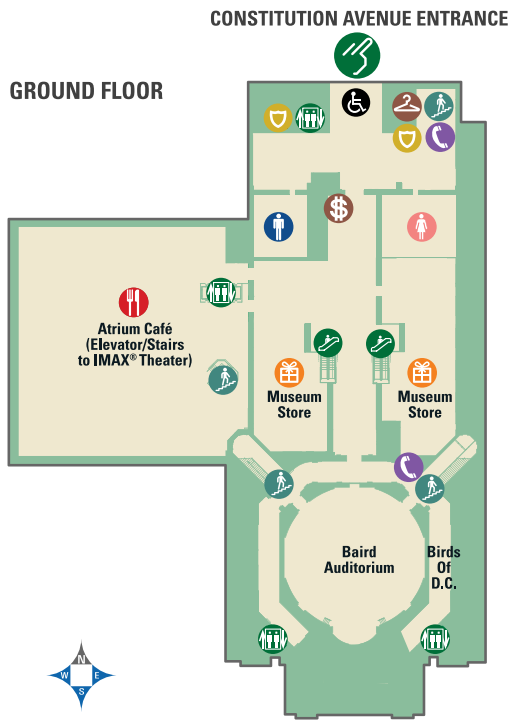 CONSTITUTION AVENUE ENTRANCE
GROUND FLOOR
$
Atrium Café
(Elevator/Stairs
to IMAX® Theater)
Museum
Store
Museum
Store
Baird
Auditorium
Birds
Of
D.C.
N
W
E
S